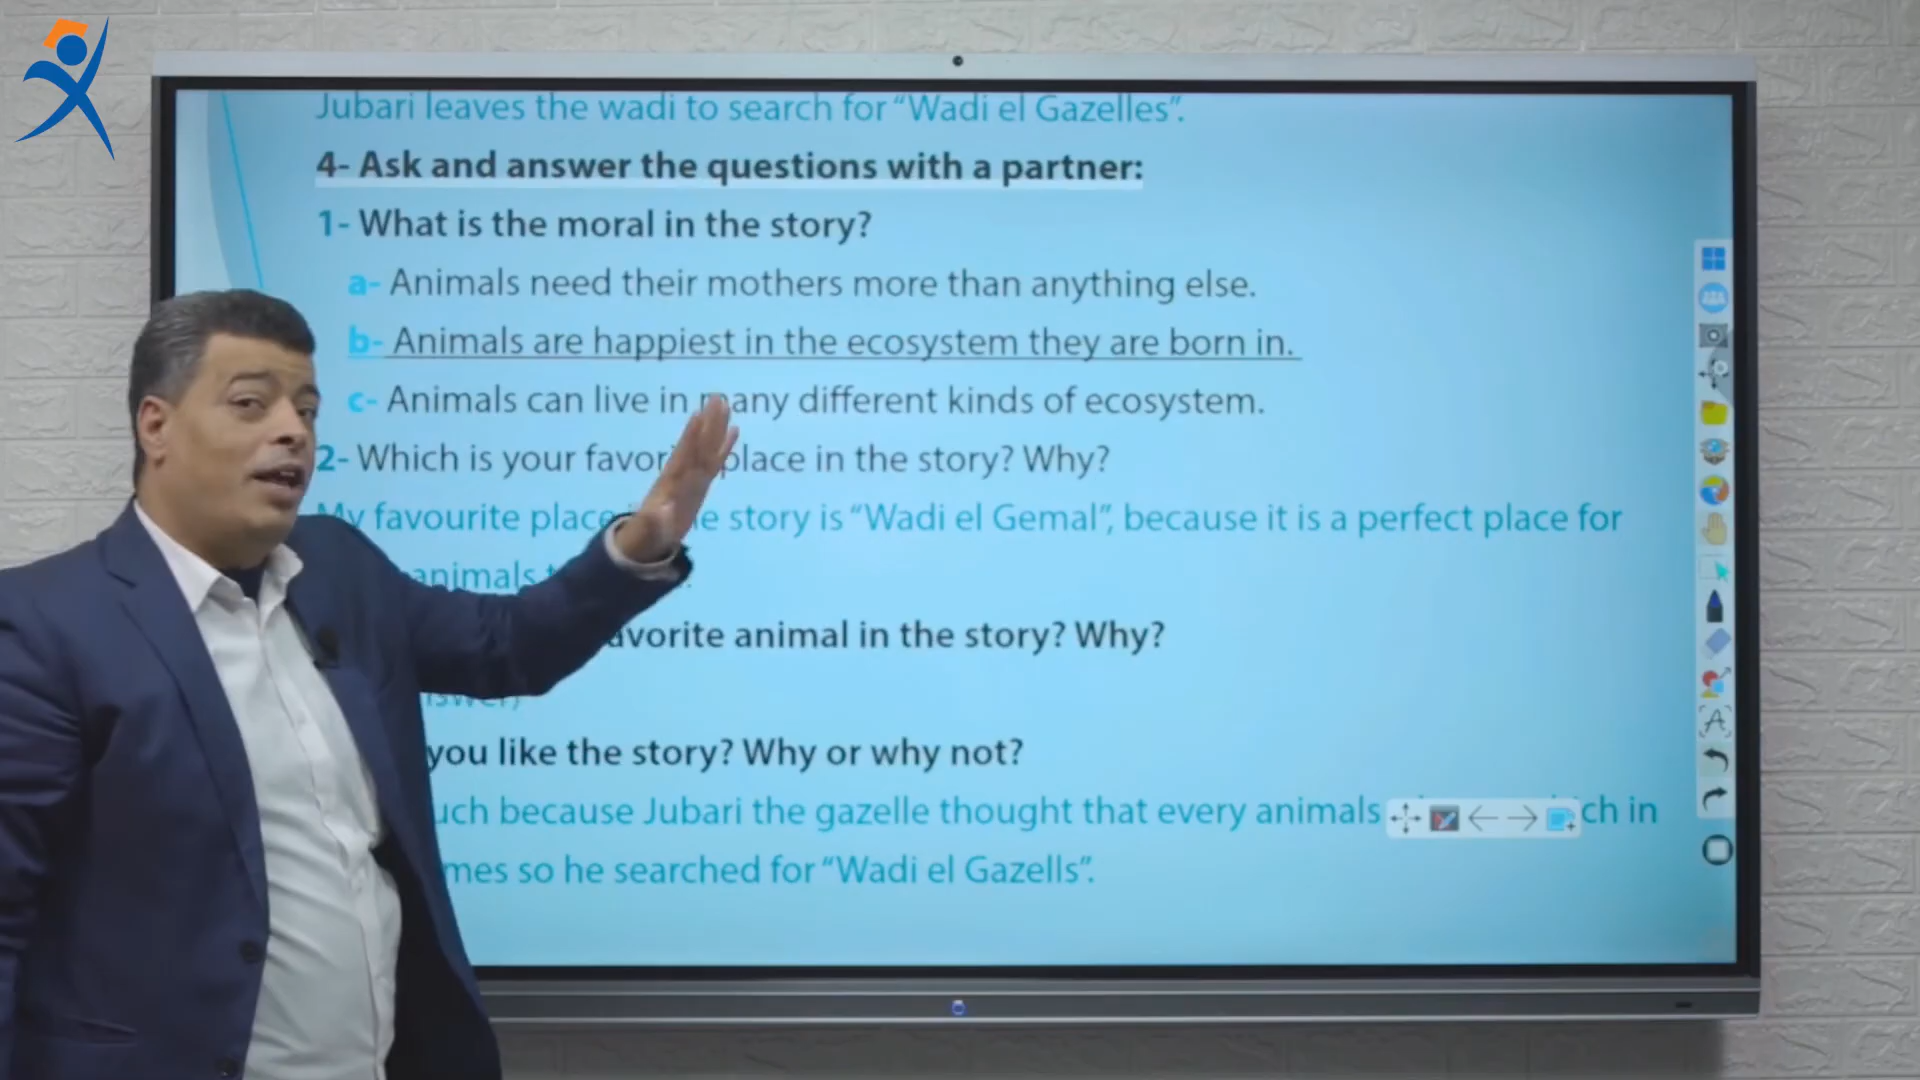 Jubari leaves the wadi to search for “Wadi el Gazelles”.
4- Ask and answer the questions with a partner:
1- What is the moral in the story?
a- Animals need their mothers more than anything else.
b- Animals are happiest in the ecosystem they are born in.
c- Animals can live in many different kinds of ecosystem.
2- Which is your favor place in the story? Why?
My favourite place story is “Wadi el Gemal”, because it is a perfect place for
animals
avorite animal in the story? Why?
nswer)
you like the story? Why or why not?
uch because Jubari the gazelle thought that every animals ch in
mes so he searched for “Wadi el Gazells”.